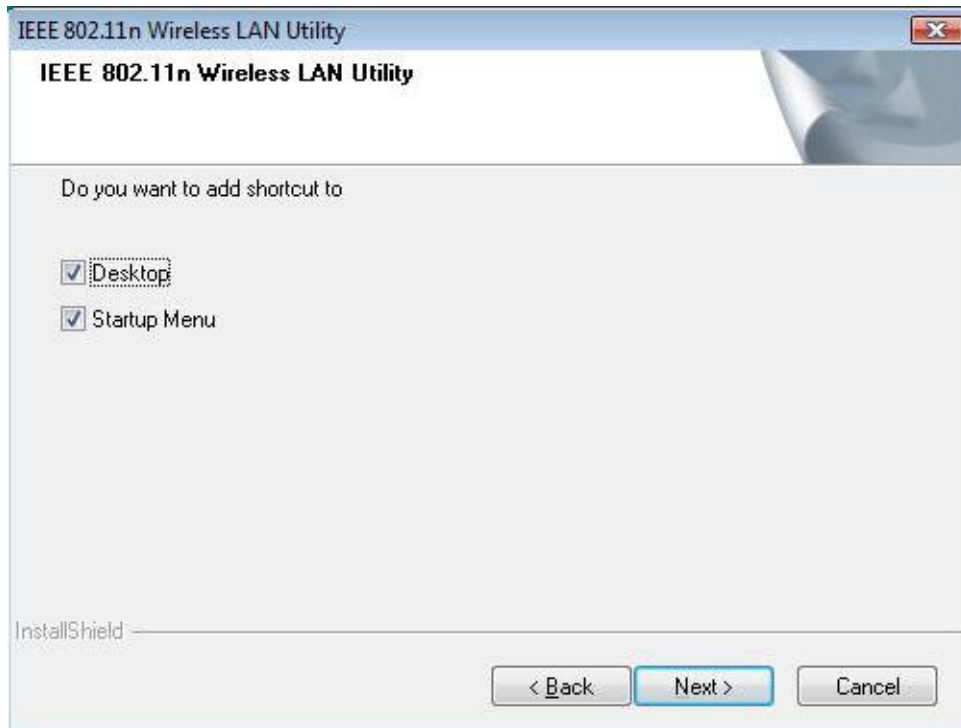 IEEE 802.11n Wireless LAN Utility
IEEE 802.11n Wireless LAN Utility
Do you want to add shortcut to
Desktop
Startup Menu
InstallShield
< Back Next > Cancel